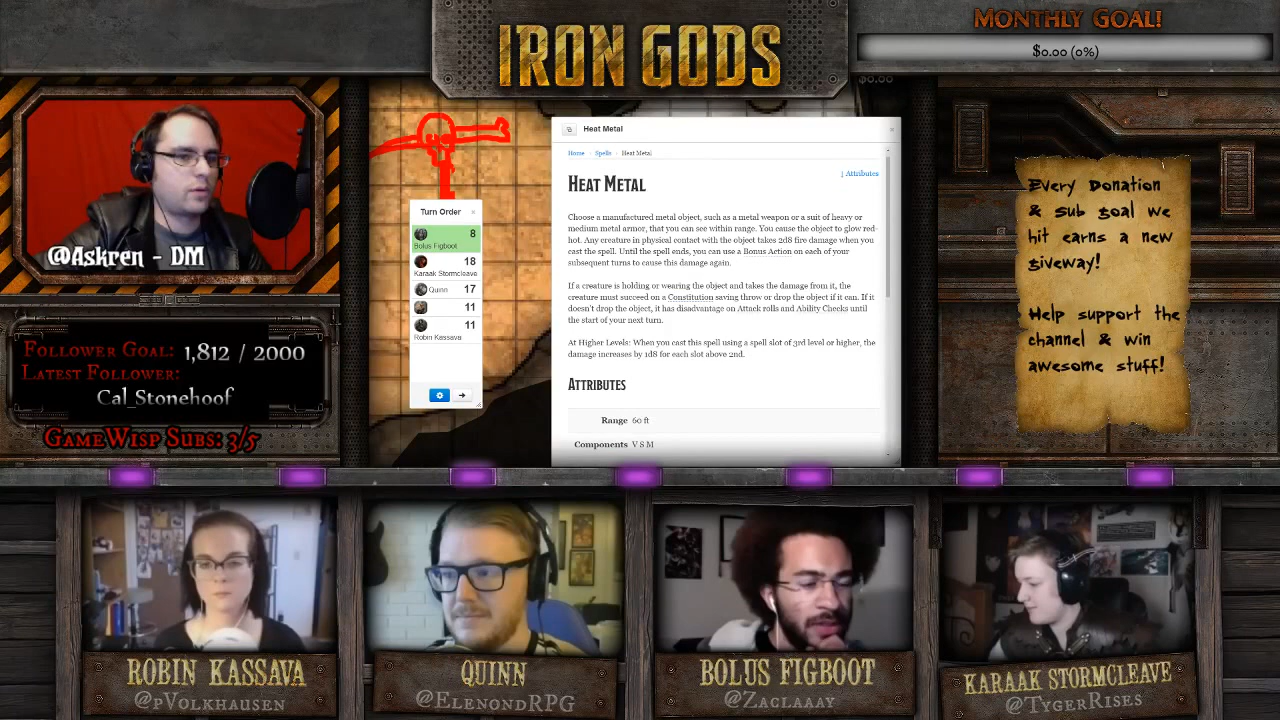 IRON GODS
Monthly Goal!
$0.00 (0%)
$0.00
@Askren - DM
Follower Goal: 1,812 / 2000
Latest Follower:
Cal_Stonehoof
GameWisp Subs: 3/5
Turn Order
8
Bolus Figboot
18
Karaak Stormcleave
Quinn 17
11
11
Robin Kassava
Heat Metal
Home Spells Heat Metal
Attributes
HEAT METAL
Choose a manufactured metal object, such as a metal weapon or a suit of heavy or
medium metal armor, that you can see within range. You cause the object to glow red-
hot. Any creature in physical contact with the object takes 2d8 fire damage when you
cast the spell. Until the spell ends, you can use a Bonus Action on each of your
subsequent turns to cause this damage again.
If a creature is holding or wearing the object and takes the damage from it, the
creature must succeed on a Constitution saving throw or drop the object if it can. If it
doesn't drop the object, it has disadvantage on Attack rolls and Ability Checks until
the start of your next turn.
At Higher Levels: When you cast this spell using a spell slot of 3rd level or higher, the
damage increases by 1d8 for each slot above 2nd.
ATTRIBUTES
Range 60 ft
Components V S M
Every Donation
& Sub goal we
hit earns a new
giveway!
Help support the
channel & win
awesome stuff!
ROBIN KASSAVA
@pVolkhausen
QUINN
@ElenondRPG
BOLUS FIGBOOT
@Zaclaaay
KARAAK STORMCLEAVE
@TygerRises